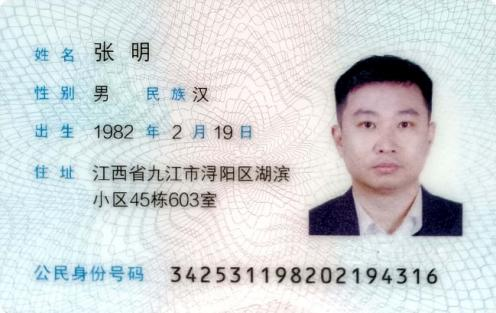 姓名 张明
性别 男 民族 汉
出生 1982 年 2 月 19 日
住址 江西省九江市浔阳区湖滨
小区45栋603室
公民身份号码 342531198202194316